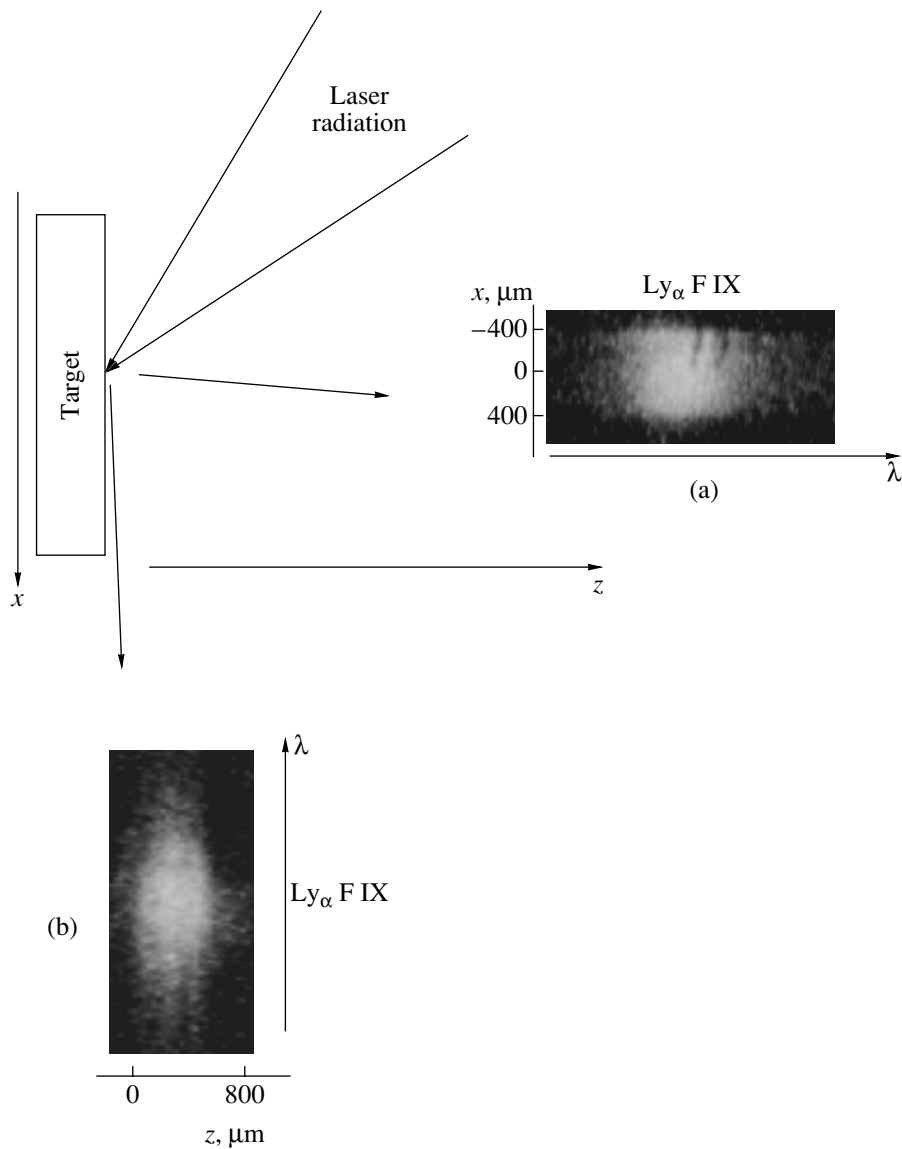 Laser
radiation
Target
x
z
Ly_α F IX
x, μm
–400
0
400
λ
(a)
λ
Ly_α F IX
(b)
0 800
z, μm